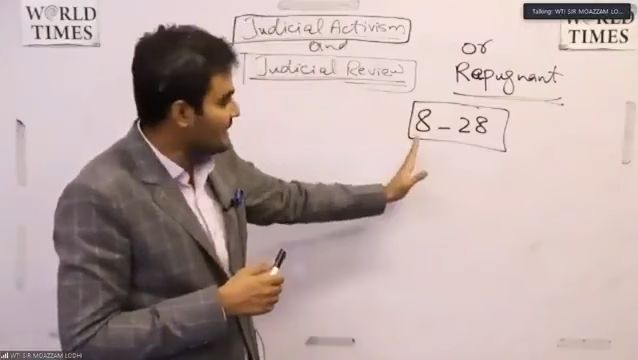 WORLD
TIMES
Judicial Activism
and
Judicial Review
or
Repugnant
8 - 28
Talking: WTI SIR MOAZZAM LO...
WORLD
TIMES
WTI SIR MOAZZAM LODHI